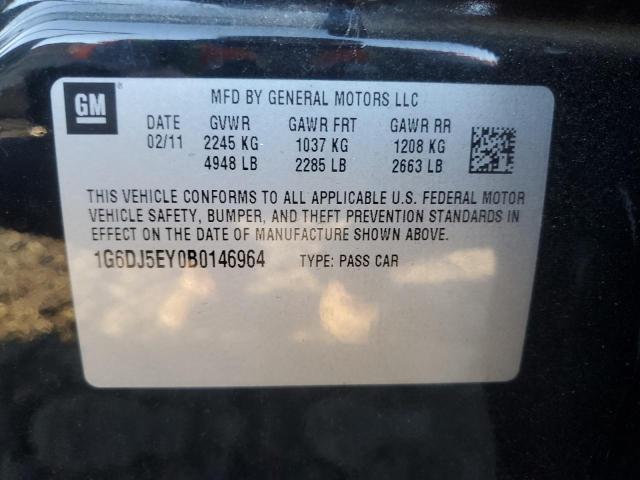 GM
®
MFD BY GENERAL MOTORS LLC
DATE GVWR GAWR FRT GAWR RR
02/11 2245 KG 1037 KG 1208 KG
4948 LB 2285 LB 2663 LB
THIS VEHICLE CONFORMS TO ALL APPLICABLE U.S. FEDERAL MOTOR
VEHICLE SAFETY, BUMPER, AND THEFT PREVENTION STANDARDS IN
EFFECT ON THE DATE OF MANUFACTURE SHOWN ABOVE.
1G6DJ5EY0B0146964 TYPE: PASS CAR